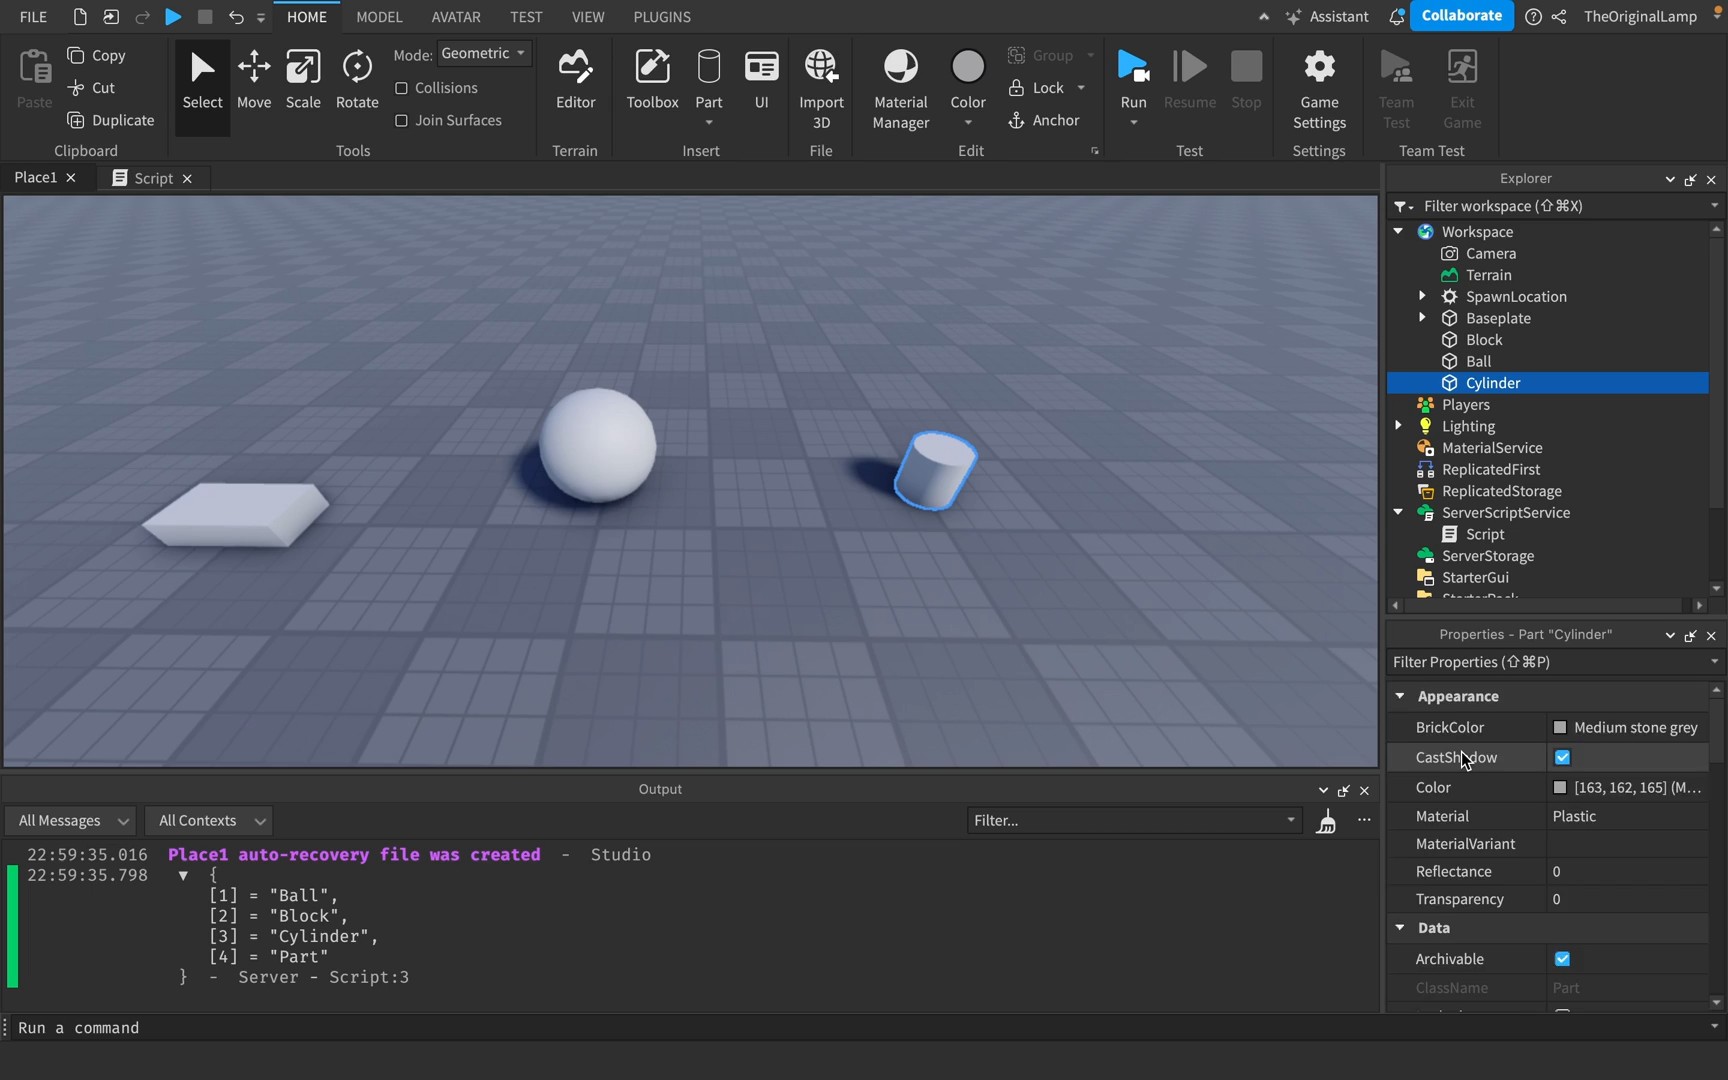 FILE HOME MODEL AVATAR TEST VIEW PLUGINS Assistant Collaborate TheOriginalLamp
Paste Copy Cut Duplicate
Clipboard
Select Move Scale Rotate
Mode: Geometric
Collisions
Join Surfaces
Tools
Editor
Terrain
Toolbox Part UI
Insert
Import 3D
File
Material Manager Color
Group
Lock
Anchor
Edit
Run Resume Stop
Test
Game Settings
Settings
Team Test Exit Game
Team Test
Place1 Script
Explorer
Filter workspace (⇧⌘X)
Workspace
Camera
Terrain
SpawnLocation
Baseplate
Block
Ball
Cylinder
Players
Lighting
MaterialService
ReplicatedFirst
ReplicatedStorage
ServerScriptService
Script
ServerStorage
StarterGui
StarterPack
Properties - Part "Cylinder"
Filter Properties (⇧⌘P)
Appearance
BrickColor Medium stone grey
CastShadow
Color [163, 162, 165] (M...
Material Plastic
MaterialVariant
Reflectance 0
Transparency 0
Data
Archivable
ClassName Part
Output
All Messages All Contexts Filter...
22:59:35.016 Place1 auto-recovery file was created - Studio
22:59:35.798 ▼ {
[1] = "Ball",
[2] = "Block",
[3] = "Cylinder",
[4] = "Part"
} - Server - Script:3
Run a command